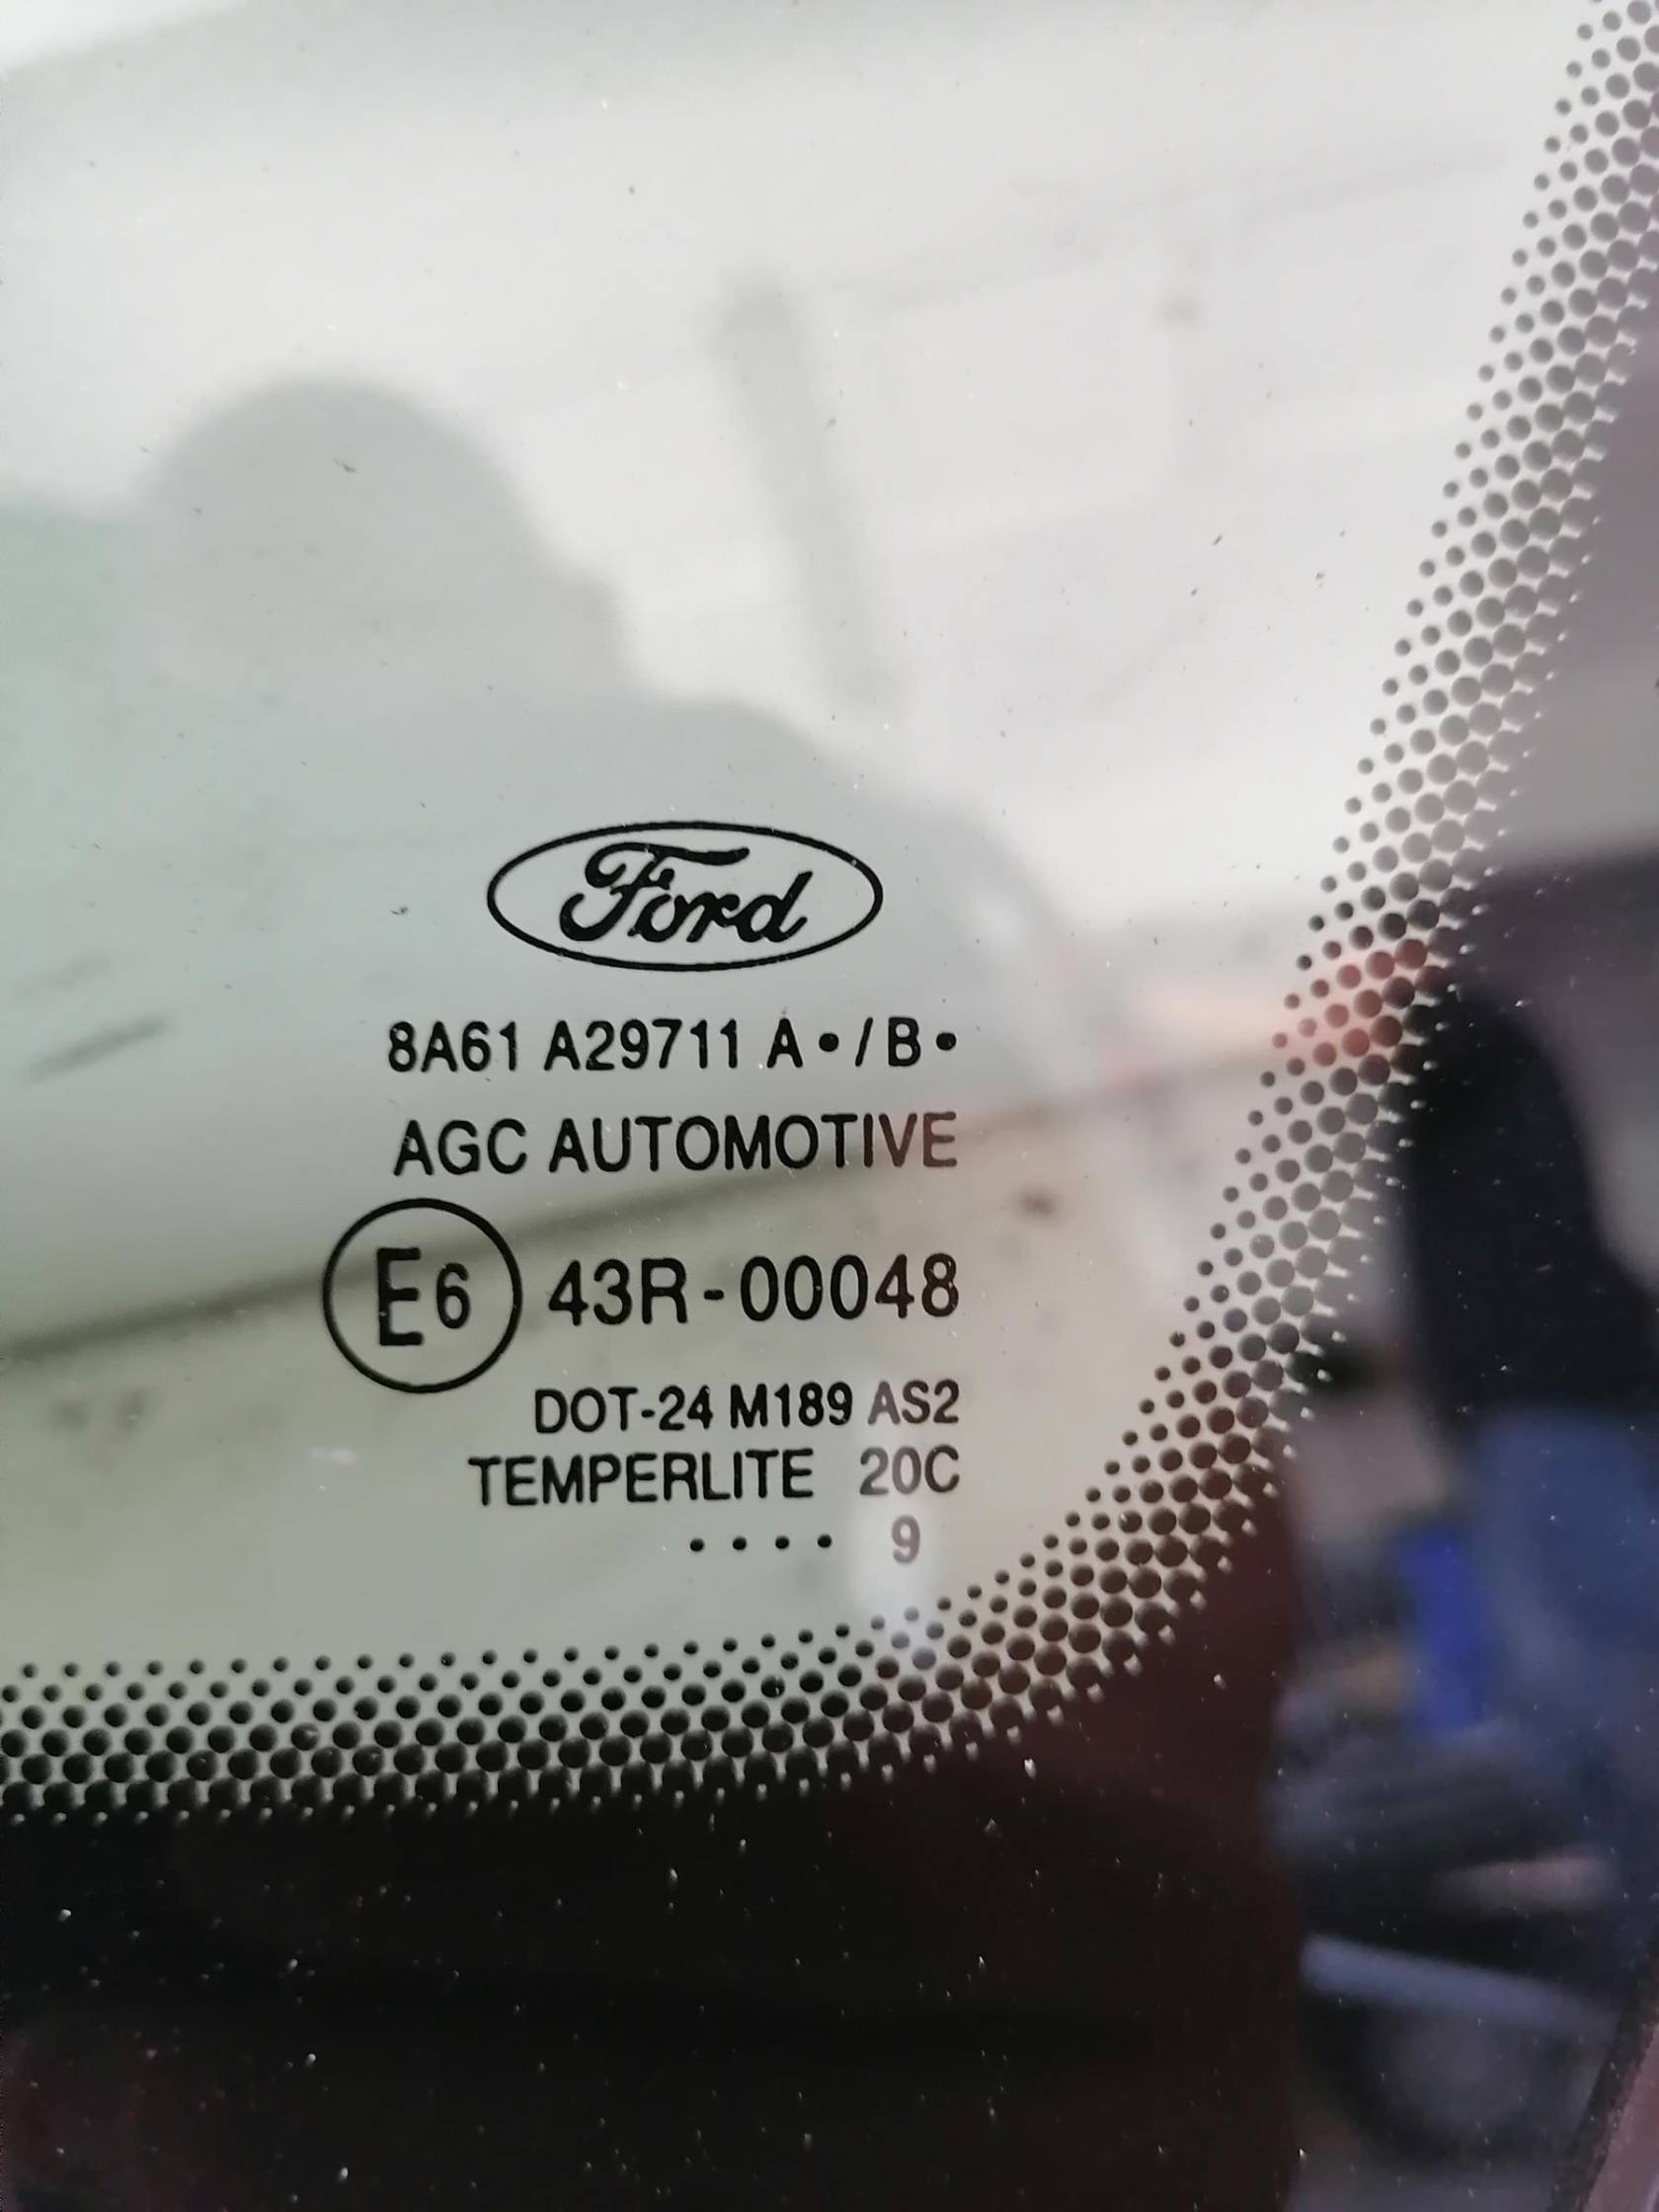 Ford
8A61 A29711 A•/B•
AGC AUTOMOTIVE
E6 43R-00048
DOT-24 M189 AS2
TEMPERLITE 20C
•••• 9